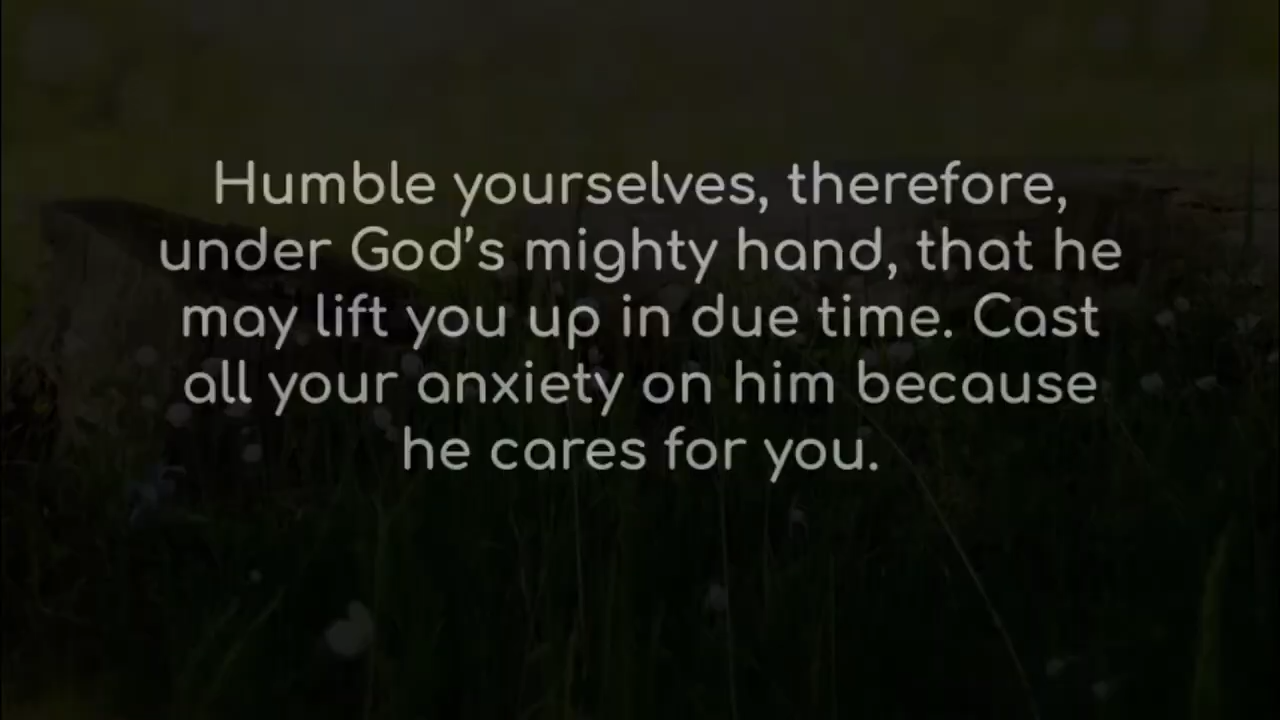 Humble yourselves, therefore,
under God’s mighty hand, that he
may lift you up in due time. Cast
all your anxiety on him because
he cares for you.